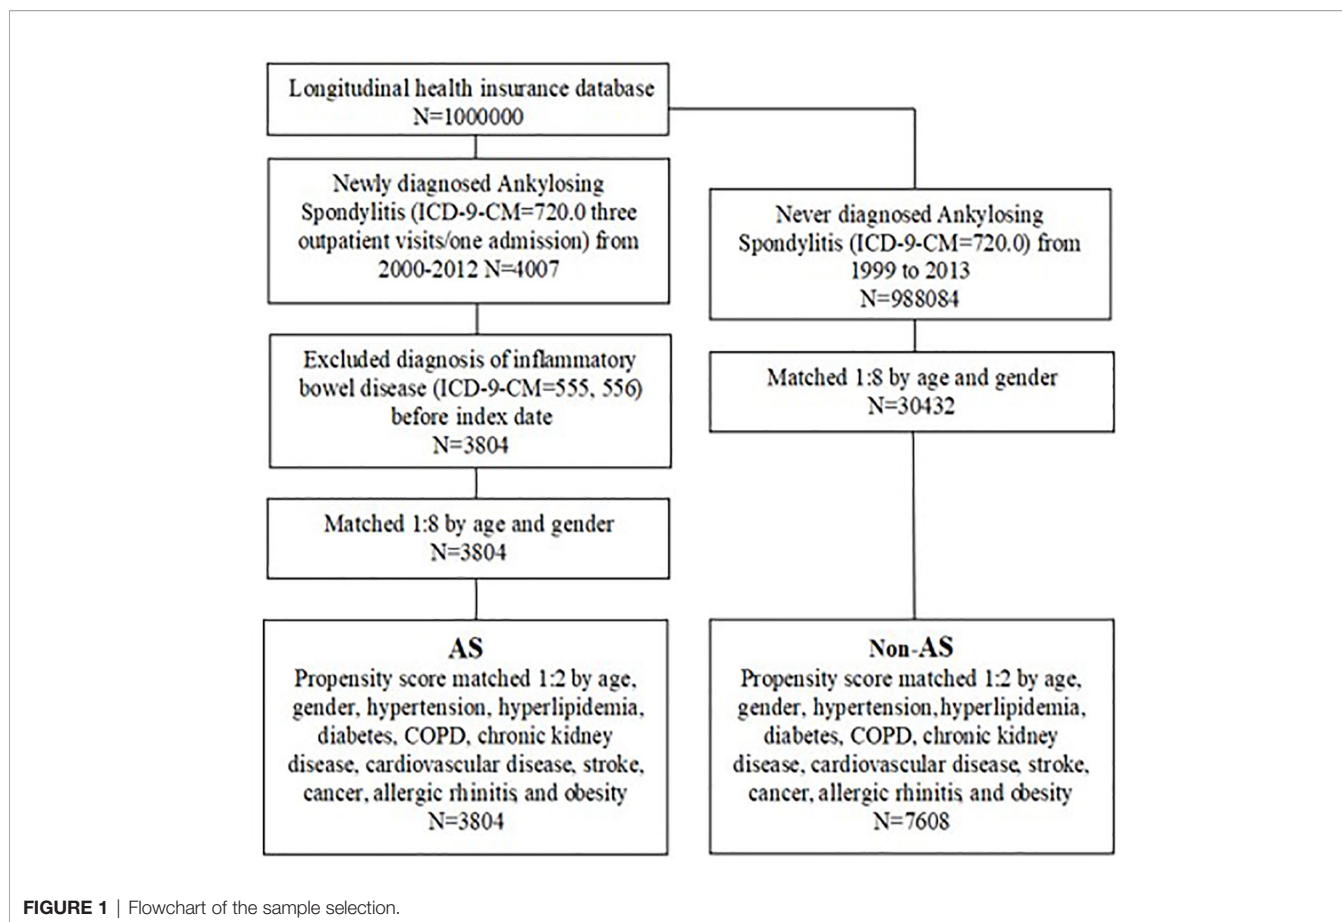 Longitudinal health insurance database
N=1000000
Newly diagnosed Ankylosing
Spondylitis (ICD-9-CM=720.0 three
outpatient visits/one admission) from
2000-2012 N=4007
Never diagnosed Ankylosing
Spondylitis (ICD-9-CM=720.0) from
1999 to 2013
N=988084
Excluded diagnosis of inflammatory
bowel disease (ICD-9-CM=555, 556)
before index date
N=3804
Matched 1:8 by age and gender
N=30432
Matched 1:8 by age and gender
N=3804
AS
Propensity score matched 1:2 by age,
gender, hypertension, hyperlipidemia,
diabetes, COPD, chronic kidney
disease, cardiovascular disease, stroke,
cancer, allergic rhinitis, and obesity
N=3804
Non-AS
Propensity score matched 1:2 by age,
gender, hypertension, hyperlipidemia,
diabetes, COPD, chronic kidney
disease, cardiovascular disease, stroke,
cancer, allergic rhinitis, and obesity
N=7608
FIGURE 1 | Flowchart of the sample selection.